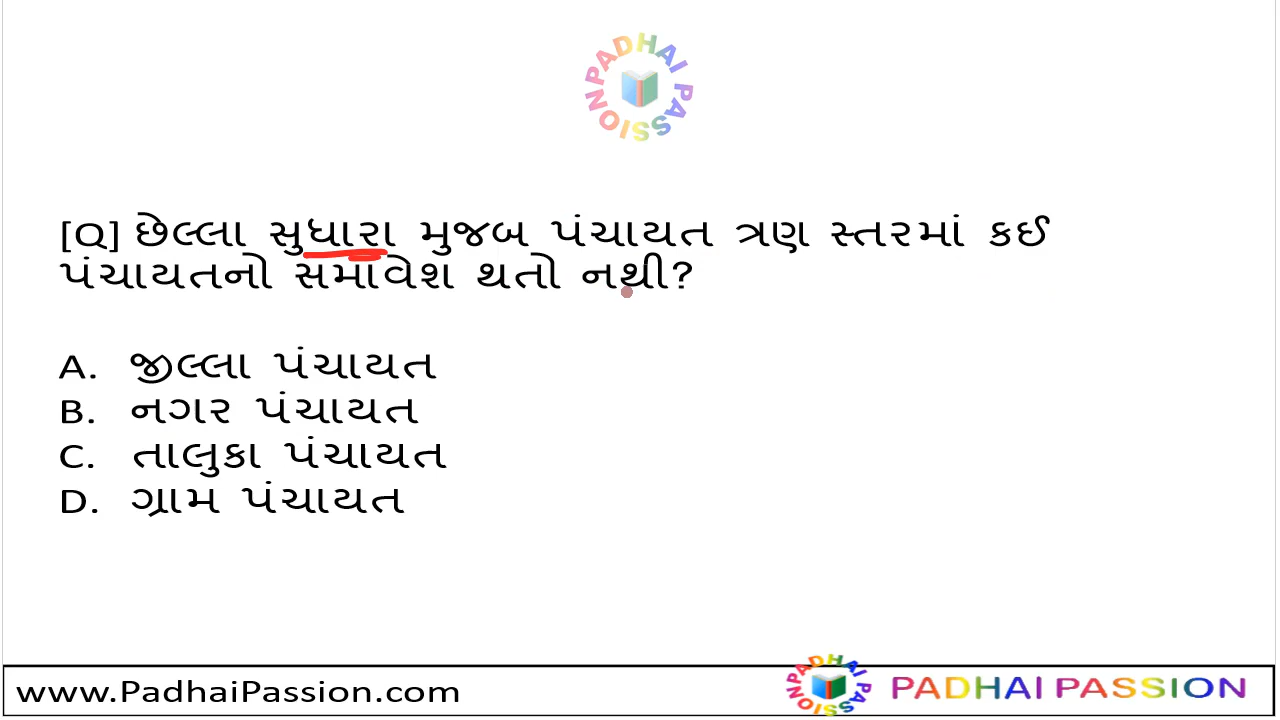 PADHAI PASSION
[Q] છેલ્લા સુધારા મુજબ પંચાયત ત્રણ સ્તરમાં કઈ
પંચાયતનો સમાવેશ થતો નથી?
A. જીલ્લા પંચાયત
B. નગર પંચાયત
C. તાલુકા પંચાયત
D. ગ્રામ પંચાયત
www.PadhaiPassion.com
PADHAI PASSION
PADHAI PASSION